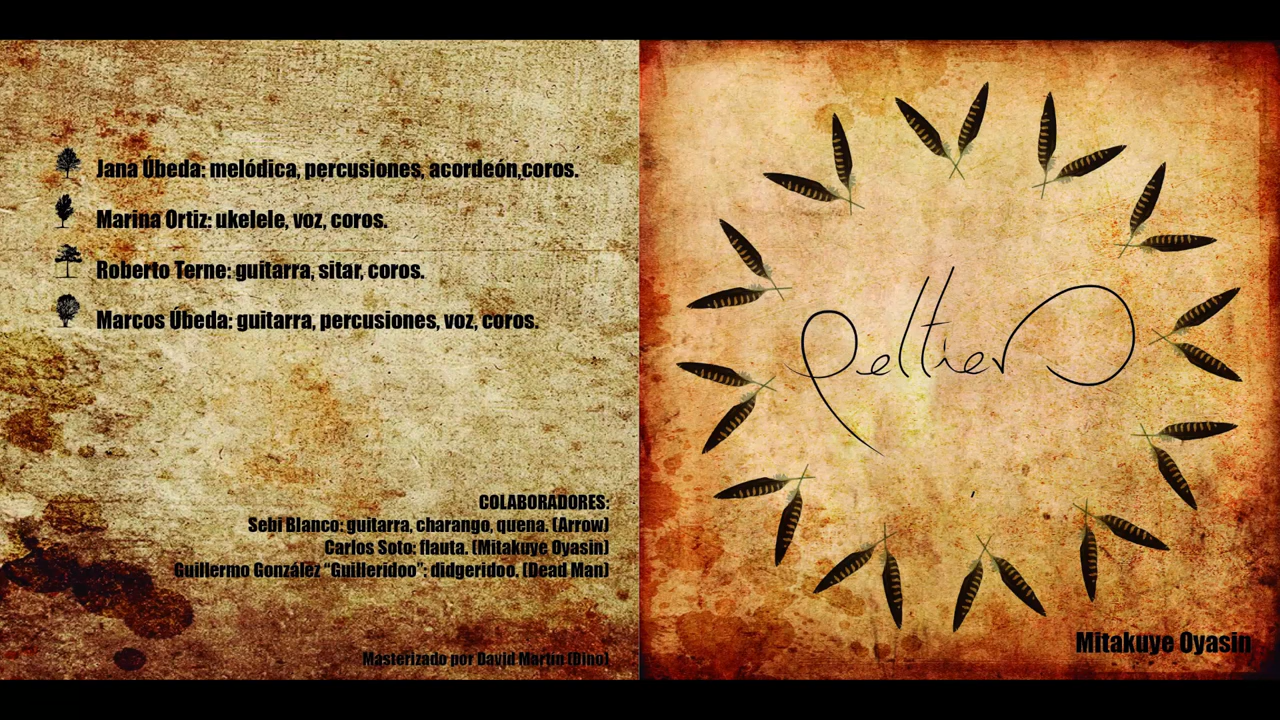 Jana Úbeda: melódica, percusiones, acordeón,coros.
Marina Ortiz: ukelele, voz, coros.
Roberto Terne: guitarra, sitar, coros.
Marcos Úbeda: guitarra, percusiones, voz, coros.
COLABORADORES:
Sebi Blanco: guitarra, charango, quena. (Arrow)
Carlos Soto: flauta. (Mitakuye Oyasin)
Guillermo González “Guilleridoo”: didgeridoo. (Dead Man)
Masterizado por David Martín (Dino)
Peltier
Mitakuye Oyasin